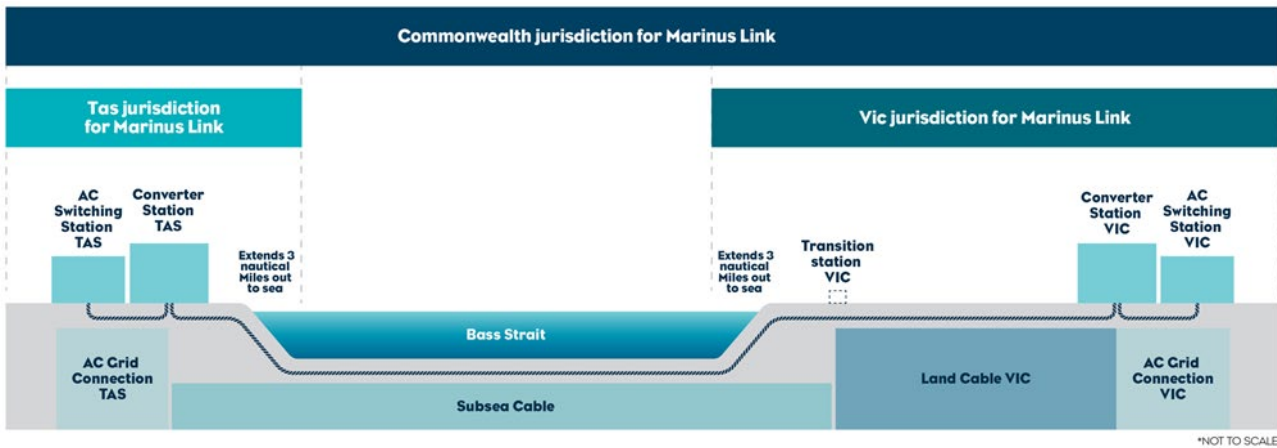 Commonwealth jurisdiction for Marinus Link
Tas jurisdiction
for Marinus Link
Vic jurisdiction for Marinus Link
AC
Switching
Station
TAS
Converter
Station
TAS
Extends 3
nautical
Miles out
to sea
Extends 3
nautical
Miles out
to sea
Transition
station
VIC
Converter
Station
VIC
AC
Switching
Station
VIC
Bass Strait
AC Grid
Connection
TAS
Subsea Cable
Land Cable VIC
AC Grid
Connection
VIC
*NOT TO SCALE